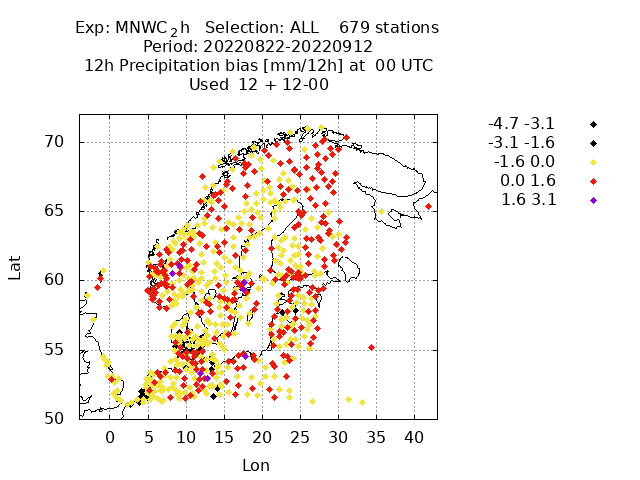 Exp: MNWC_2h Selection: ALL 679 stations
Period: 20220822-20220912
12h Precipitation bias [mm/12h] at 00 UTC
Used 12 + 12-00
-4.7 -3.1
-3.1 -1.6
-1.6 0.0
0.0 1.6
1.6 3.1
70
65
60
55
50
Lat
0 5 10 15 20 25 30 35 40
Lon